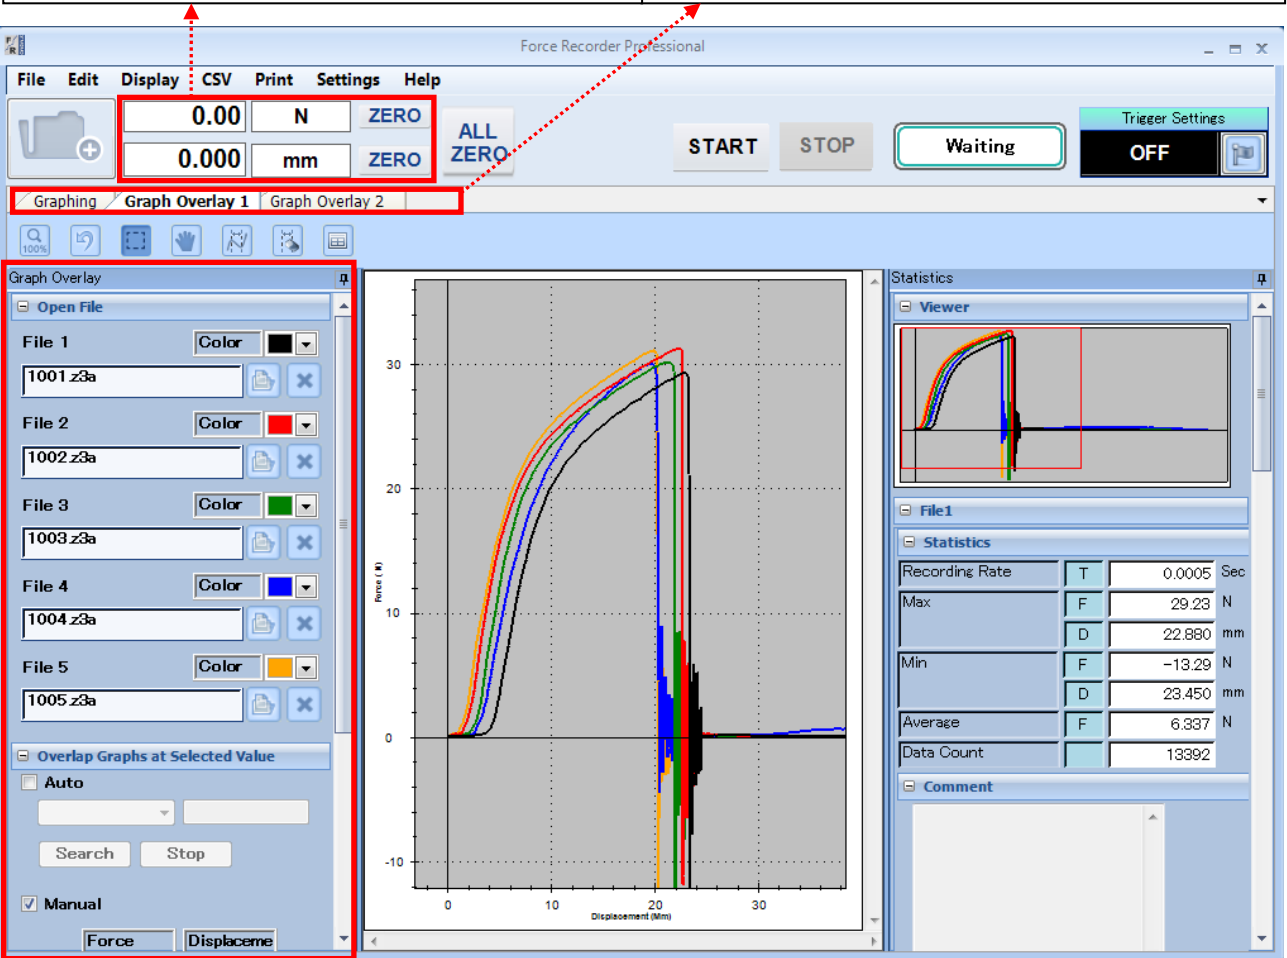 Force Recorder Professional
File Edit Display CSV Print Settings Help
0.00 N ZERO
0.000 mm ZERO
ALL
ZERO
START STOP Waiting
Trigger Settings
OFF
Graphing Graph Overlay 1 Graph Overlay 2
100%
Graph Overlay
Open File
File 1 Color
1001.z3a
File 2 Color
1002.z3a
File 3 Color
1003.z3a
File 4 Color
1004.z3a
File 5 Color
1005.z3a
Overlap Graphs at Selected Value
Auto
Search Stop
Manual
Force Displaceme
30
20
10
0
-10
Force ( N )
0 10 20 30
Displacement (Mm)
Statistics
Viewer
File1
Statistics
Recording Rate T 0.0005 Sec
Max F 29.23 N
D 22.880 mm
Min F -13.29 N
D 23.450 mm
Average F 6.337 N
Data Count 13392
Comment